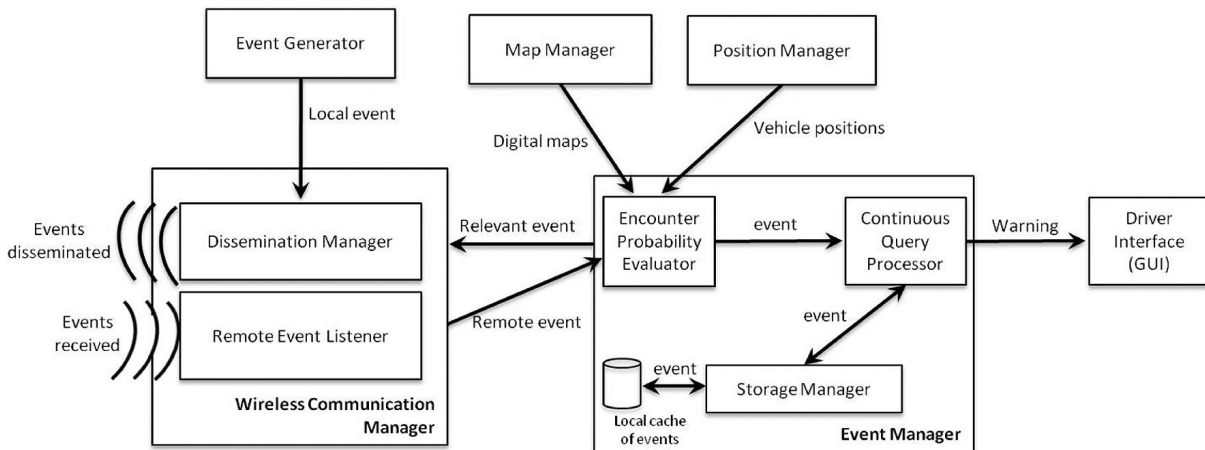 Event Generator
Map Manager
Position Manager
Local event
Digital maps
Vehicle positions
Events
disseminated
Dissemination Manager
Relevant event
Encounter
Probability
Evaluator
event
Continuous
Query
Processor
Warning
Driver
Interface
(GUI)
Events
received
Remote Event Listener
Remote event
event
event
Storage Manager
Wireless Communication
Manager
Local cache
of events
Event Manager